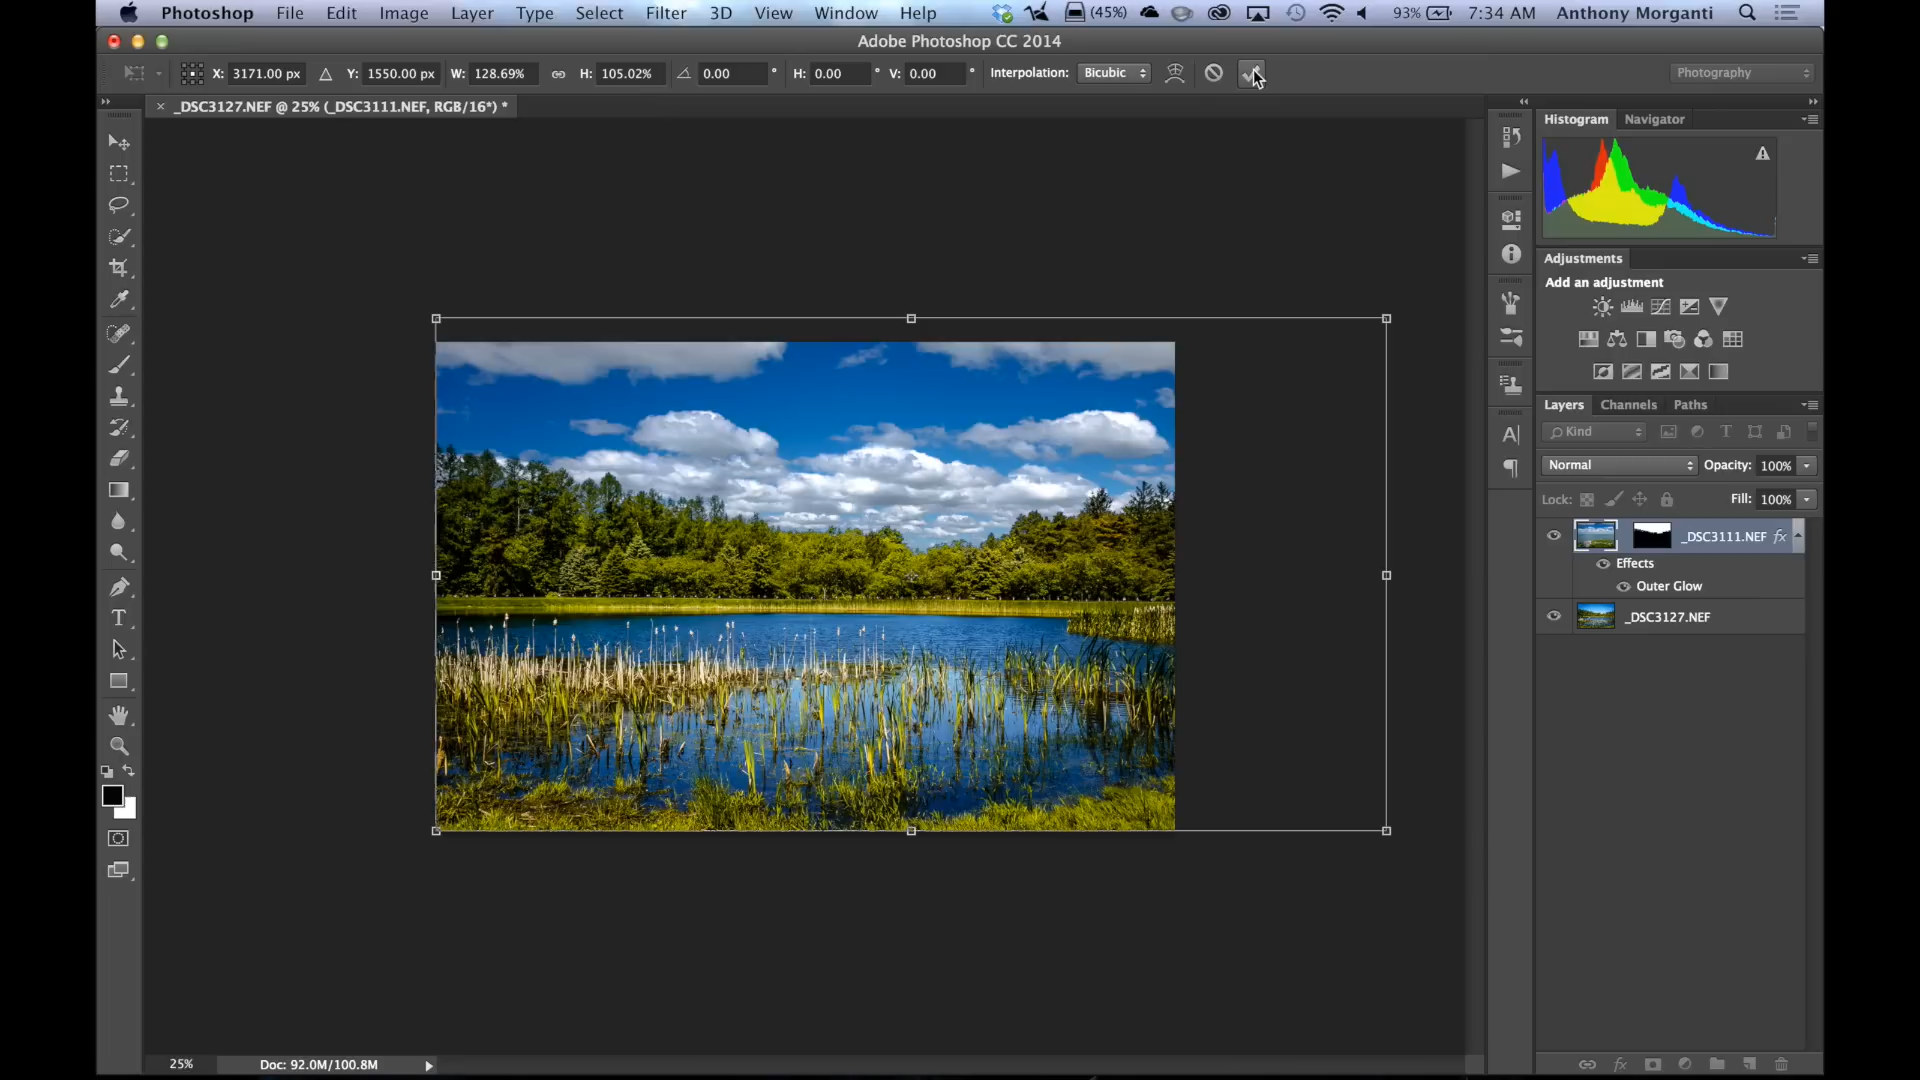 Photoshop File Edit Image Layer Type Select Filter 3D View Window Help (45%) 93% 7:34 AM Anthony Morganti
Adobe Photoshop CC 2014
X: 3171.00 px Y: 1550.00 px W: 128.69% H: 105.02% 0.00 ° H: 0.00 ° V: 0.00 ° Interpolation: Bicubic Photography
_DSC3127.NEF @ 25% (_DSC3111.NEF, RGB/16*) *
Histogram Navigator
Adjustments
Add an adjustment
Layers Channels Paths
Kind T
Normal Opacity: 100%
Lock: Fill: 100%
_DSC3111.NEF fx
Effects
Outer Glow
_DSC3127.NEF
T
A
25% Doc: 92.0M/100.8M
fx